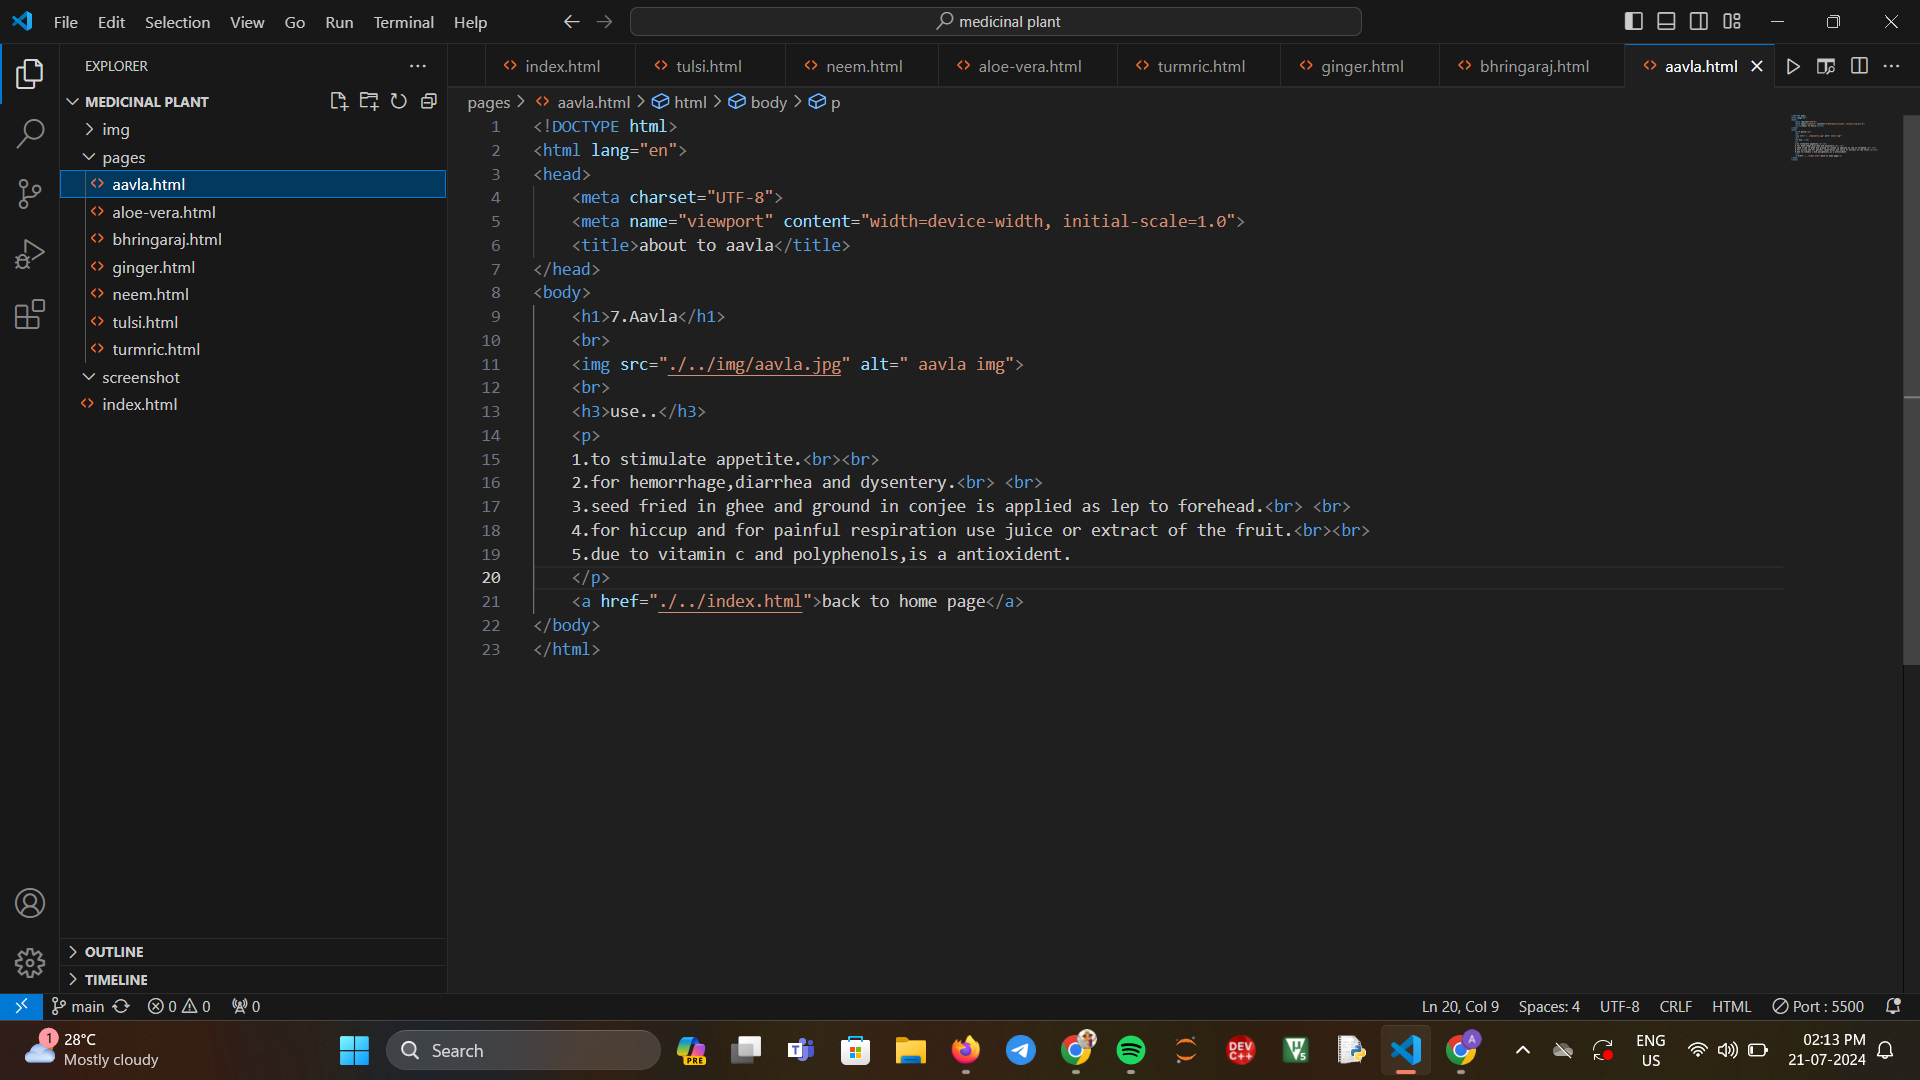 File Edit Selection View Go Run Terminal Help
medicinal plant
EXPLORER
MEDICINAL PLANT
img
pages
aavla.html
aloe-vera.html
bhringaraj.html
ginger.html
neem.html
tulsi.html
turmric.html
screenshot
index.html
OUTLINE
TIMELINE
index.html tulsi.html neem.html aloe-vera.html turmric.html ginger.html bhringaraj.html aavla.html
pages > aavla.html > html > body > p
1 <!DOCTYPE html>
2 <html lang="en">
3 <head>
4 <meta charset="UTF-8">
5 <meta name="viewport" content="width=device-width, initial-scale=1.0">
6 <title>about to aavla</title>
7 </head>
8 <body>
9 <h1>7.Aavla</h1>
10 <br>
11 <img src="./../img/aavla.jpg" alt=" aavla img">
12 <br>
13 <h3>use..</h3>
14 <p>
15 1.to stimulate appetite.<br><br>
16 2.for hemorrhage,diarrhea and dysentery.<br> <br>
17 3.seed fried in ghee and ground in conjee is applied as lep to forehead.<br> <br>
18 4.for hiccup and for painful respiration use juice or extract of the fruit.<br><br>
19 5.due to vitamin c and polyphenols,is a antioxident.
20 </p>
21 <a href="./../index.html">back to home page</a>
22 </body>
23 </html>
main 0 0 0 Ln 20, Col 9 Spaces: 4 UTF-8 CRLF HTML Port : 5500
1 28°C
Mostly cloudy
Search
PRE
DEV C++
A
ENG
US
02:13 PM
21-07-2024